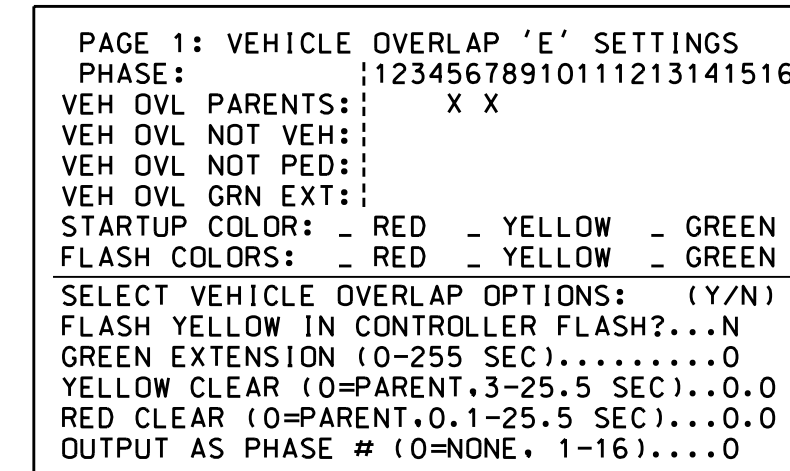 PAGE 1: VEHICLE OVERLAP 'E' SETTINGS
PHASE: ¦12345678910111213141516
VEH OVL PARENTS:¦ X X
VEH OVL NOT VEH:¦
VEH OVL NOT PED:¦
VEH OVL GRN EXT:¦
STARTUP COLOR: _ RED _ YELLOW _ GREEN
FLASH COLORS: _ RED _ YELLOW _ GREEN
SELECT VEHICLE OVERLAP OPTIONS: (Y/N)
FLASH YELLOW IN CONTROLLER FLASH?...N
GREEN EXTENSION (0-255 SEC).........0
YELLOW CLEAR (0=PARENT,3-25.5 SEC)..0.0
RED CLEAR (0=PARENT,0.1-25.5 SEC)...0.0
OUTPUT AS PHASE # (0=NONE, 1-16)....0